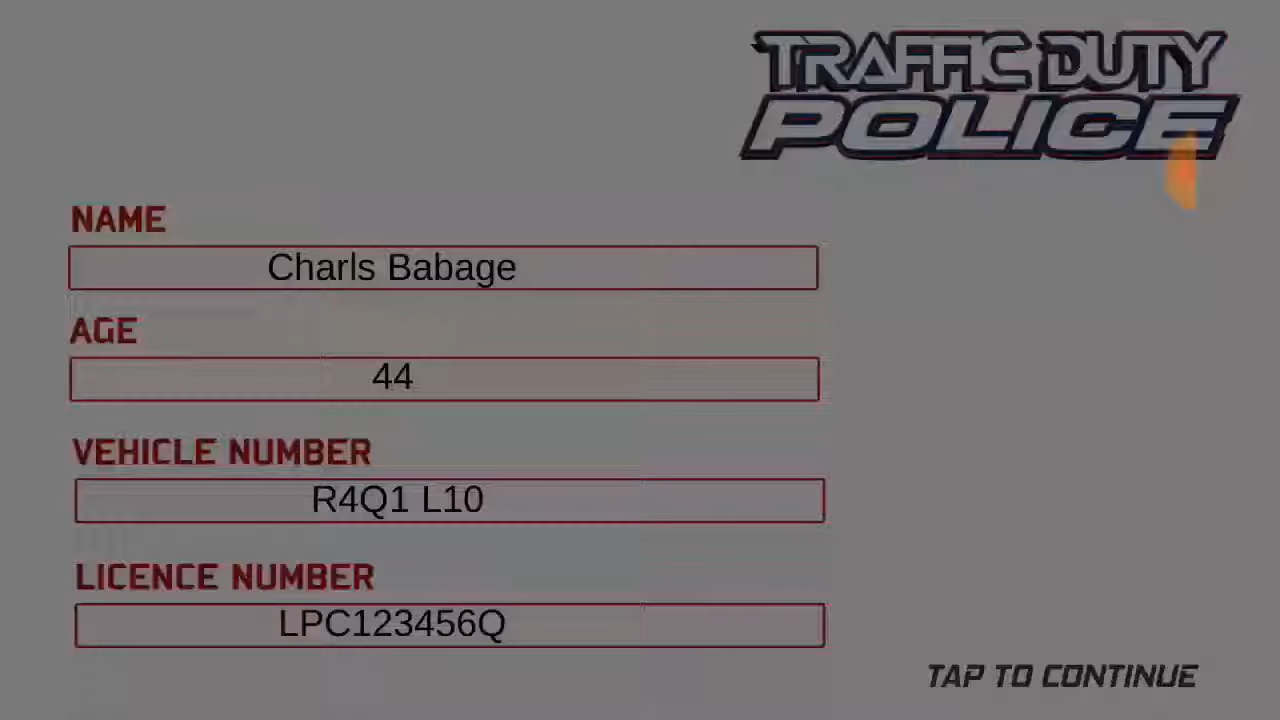 TRAFFIC DUTY
POLICE
NAME
Charls Babage
AGE
44
VEHICLE NUMBER
R4Q1 L10
LICENCE NUMBER
LPC123456Q
TAP TO CONTINUE